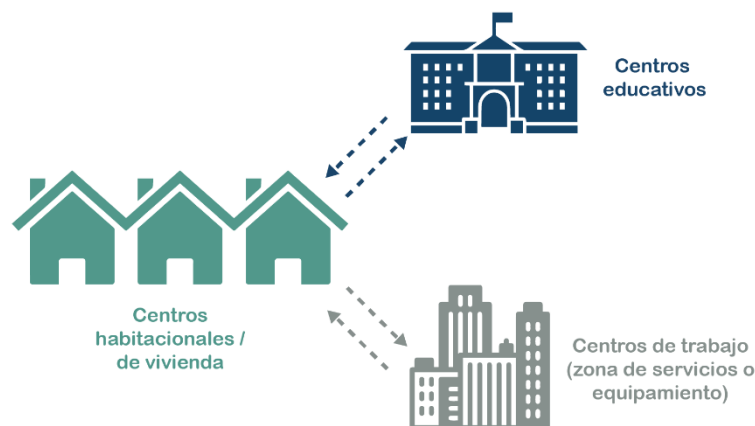 Centros
educativos
Centros
habitacionales /
de vivienda
Centros de trabajo
(zona de servicios o
equipamiento)